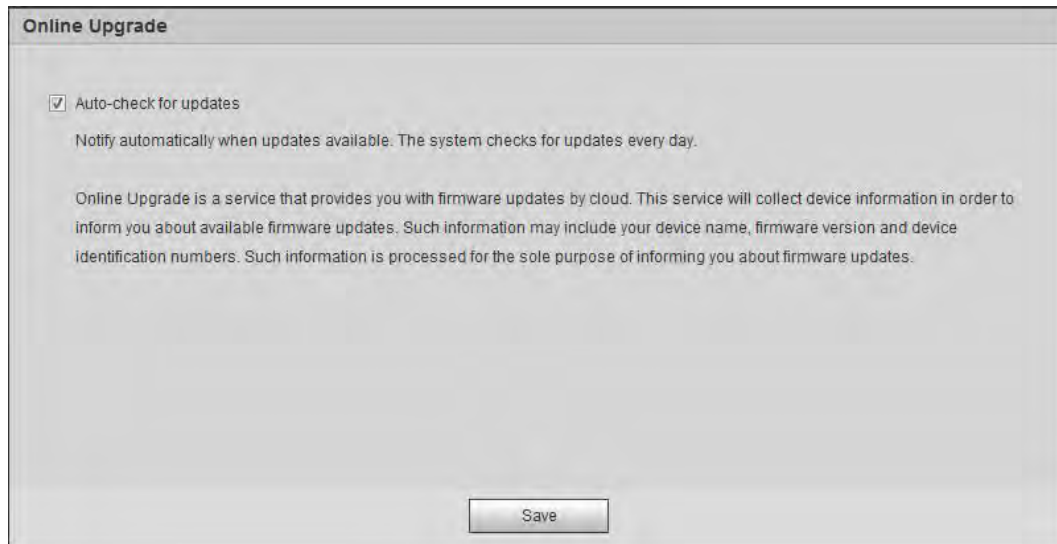 Online Upgrade
Auto-check for updates
Notify automatically when updates available. The system checks for updates every day.
Online Upgrade is a service that provides you with firmware updates by cloud. This service will collect device information in order to
inform you about available firmware updates. Such information may include your device name, firmware version and device
identification numbers. Such information is processed for the sole purpose of informing you about firmware updates.
Save